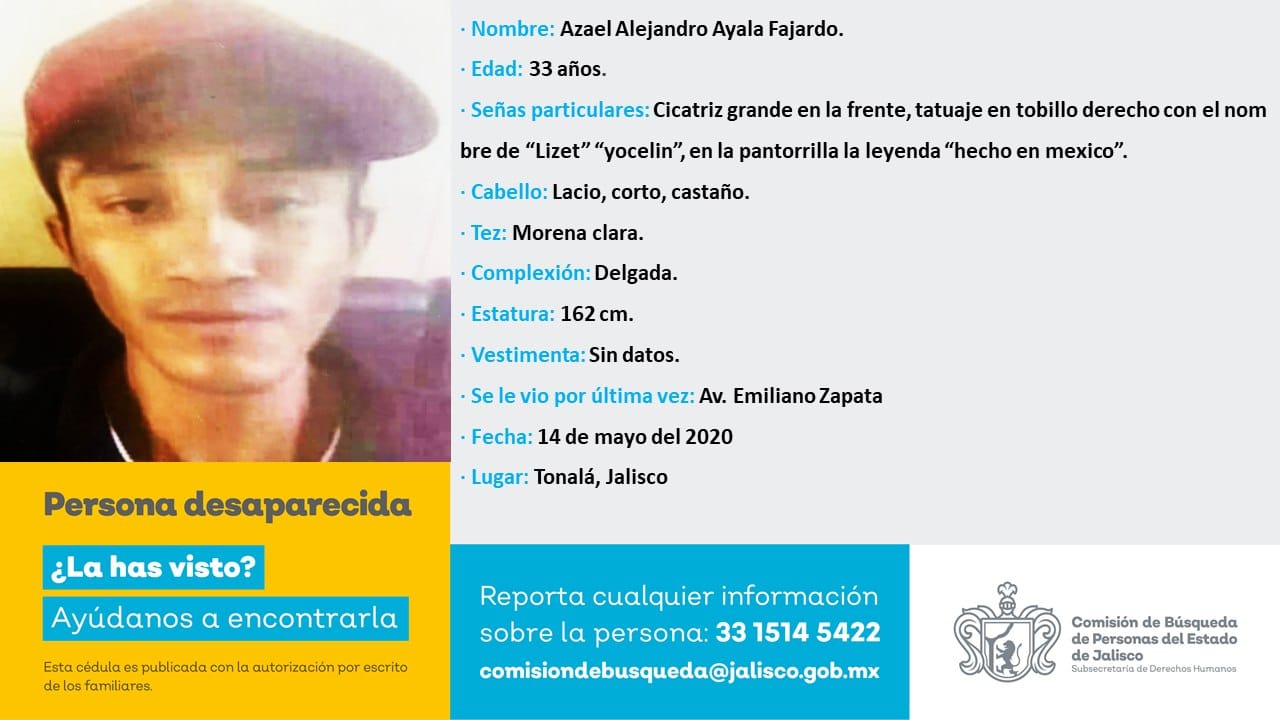 · Nombre: Azael Alejandro Ayala Fajardo.
· Edad: 33 años.
· Señas particulares: Cicatriz grande en la frente, tatuaje en tobillo derecho con el nom
bre de “Lizet” “yocelin”, en la pantorrilla la leyenda “hecho en mexico”.
· Cabello: Lacio, corto, castaño.
· Tez: Morena clara.
· Complexión: Delgada.
· Estatura: 162 cm.
· Vestimenta: Sin datos.
· Se le vio por última vez: Av. Emiliano Zapata
· Fecha: 14 de mayo del 2020
· Lugar: Tonalá, Jalisco
Persona desaparecida
¿La has visto?
Ayúdanos a encontrarla
Esta cédula es publicada con la autorización por escrito
de los familiares.
Reporta cualquier información
sobre la persona: 33 1514 5422
comisiondebusqueda@jalisco.gob.mx
Comisión de Búsqueda
de Personas del Estado
de Jalisco
Subsecretaría de Derechos Humanos